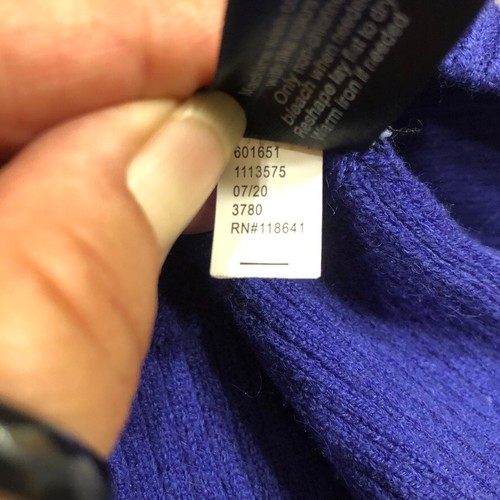 Only non-
bleach when needed
Reshape lay flat to dry
Warm iron if needed
601651
1113575
07/20
3780
RN#118641